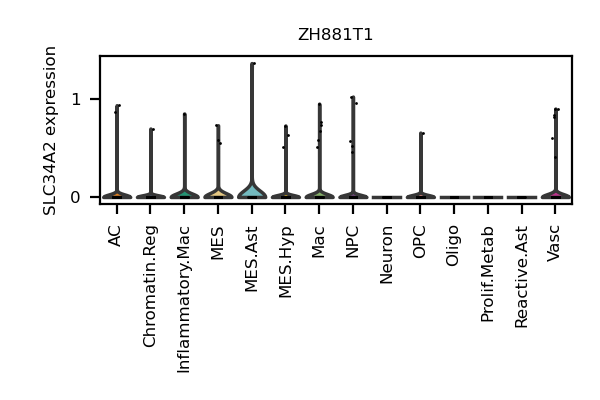 ZH881T1
SLC34A2 expression
1
0
AC
Chromatin.Reg
Inflammatory.Mac
MES
MES.Ast
MES.Hyp
Mac
NPC
Neuron
OPC
Oligo
Prolif.Metab
Reactive.Ast
Vasc